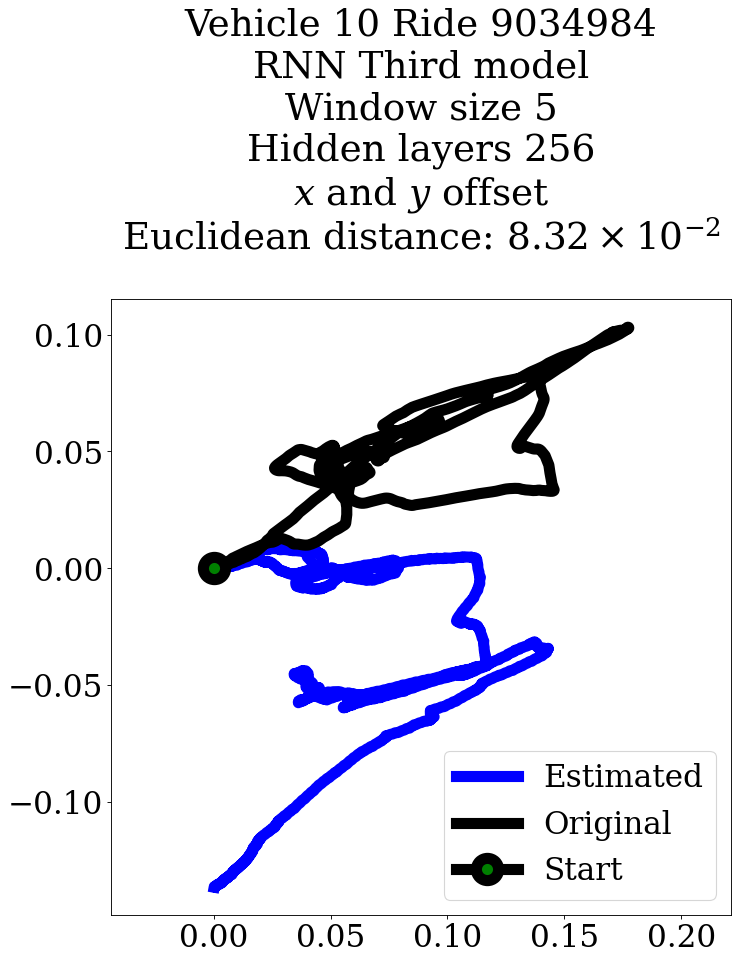 Vehicle 10 Ride 9034984
RNN Third model
Window size 5
Hidden layers 256
x and y offset
Euclidean distance: 8.32 × 10⁻²
0.10
0.05
0.00
−0.05
−0.10
Estimated
Original
Start
0.00 0.05 0.10 0.15 0.20